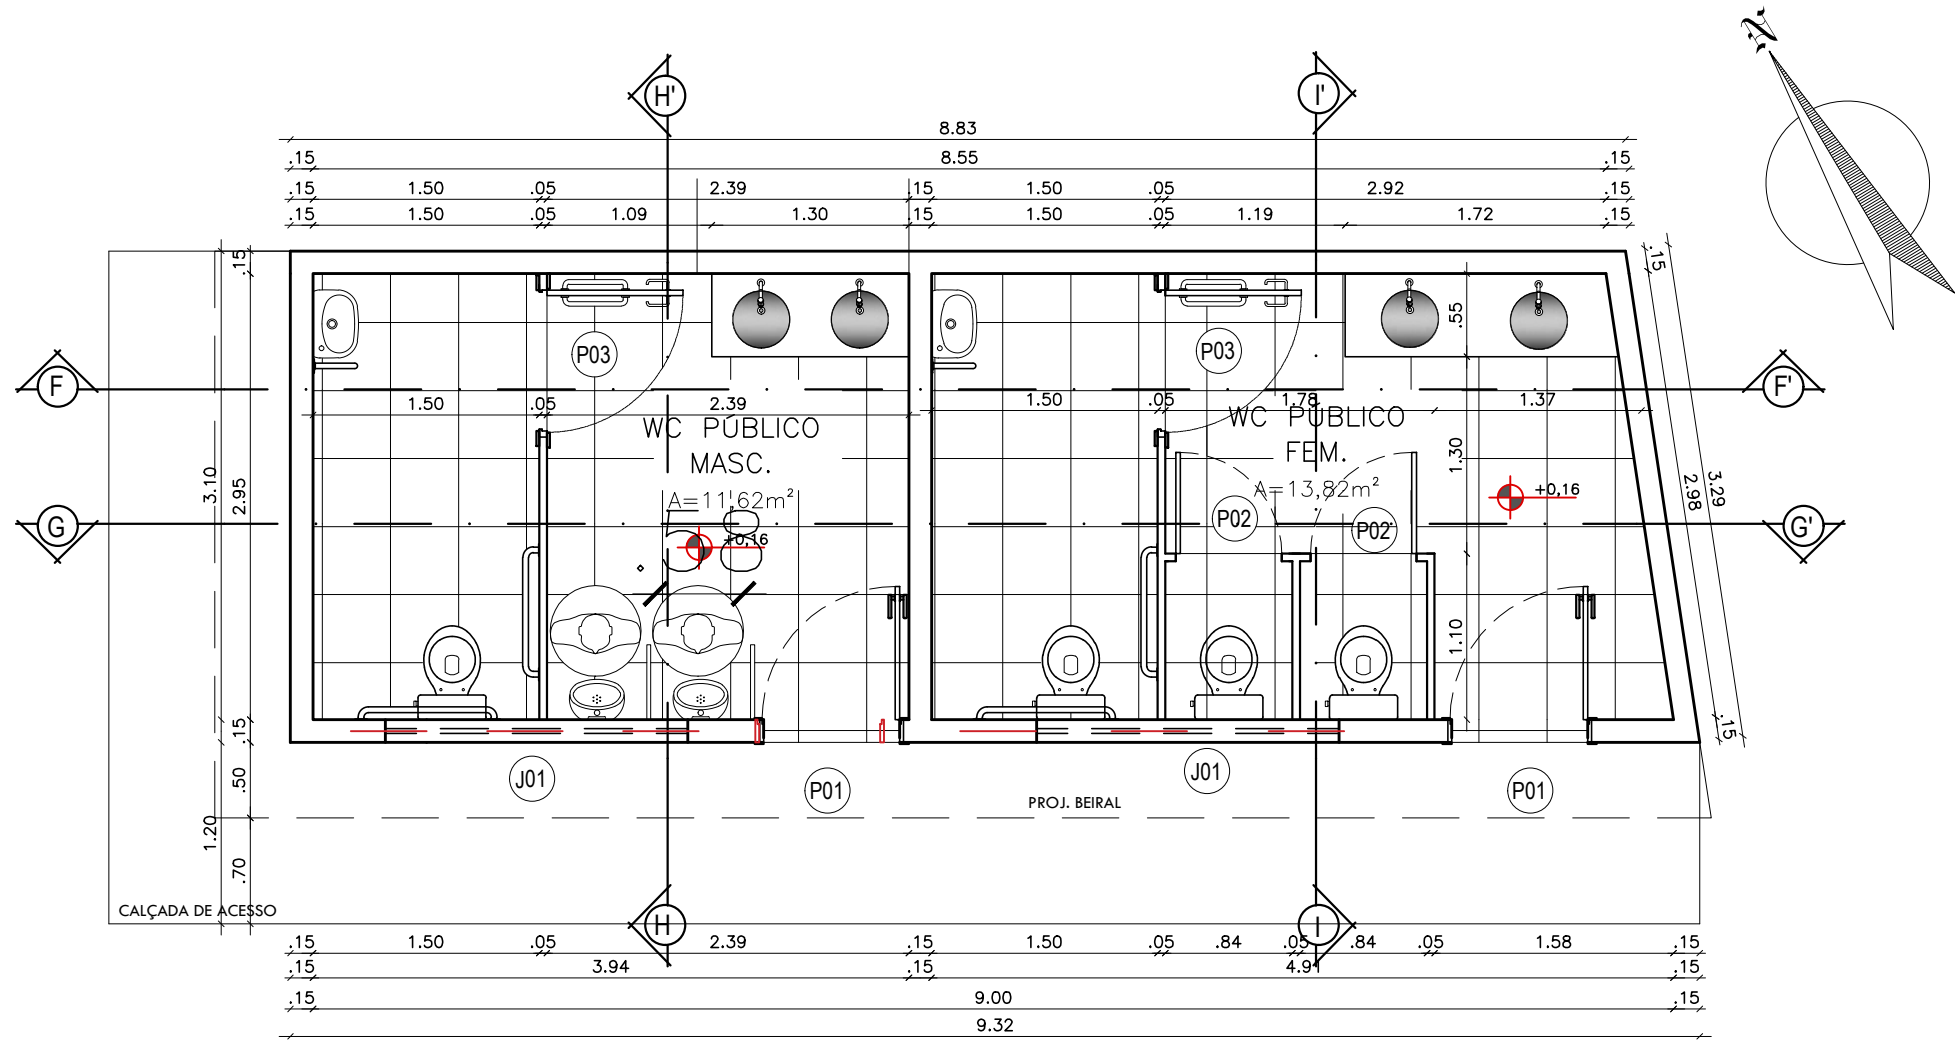 N
H'
I'
8.83
.15 8.55 .15
.15 1.50 .05 2.39 .15 1.50 .05 2.92 .15
.15 1.50 .05 1.09 1.30 .15 1.50 .05 1.19 1.72 .15
.15
.15
P03
P03
.55
F
F'
1.50 .05 2.39
1.50 .05 1.78 1.37
WC PÚBLICO
MASC.
A=11,62m²
+0,16
WC PÚBLICO
FEM.
A=13,82m²
+0,16
1.30
P02
P02
3.10
2.95
2.98
3.29
G
G'
1.10
.15
.15
J01
P01
J01
P01
.50
1.20
.70
PROJ. BEIRAL
CALÇADA DE ACESSO
H
I
.15 1.50 .05 2.39 .15 1.50 .05 .84 .05 .84 .05 1.58 .15
.15 3.94 .15 4.91 .15
.15 9.00 .15
9.32